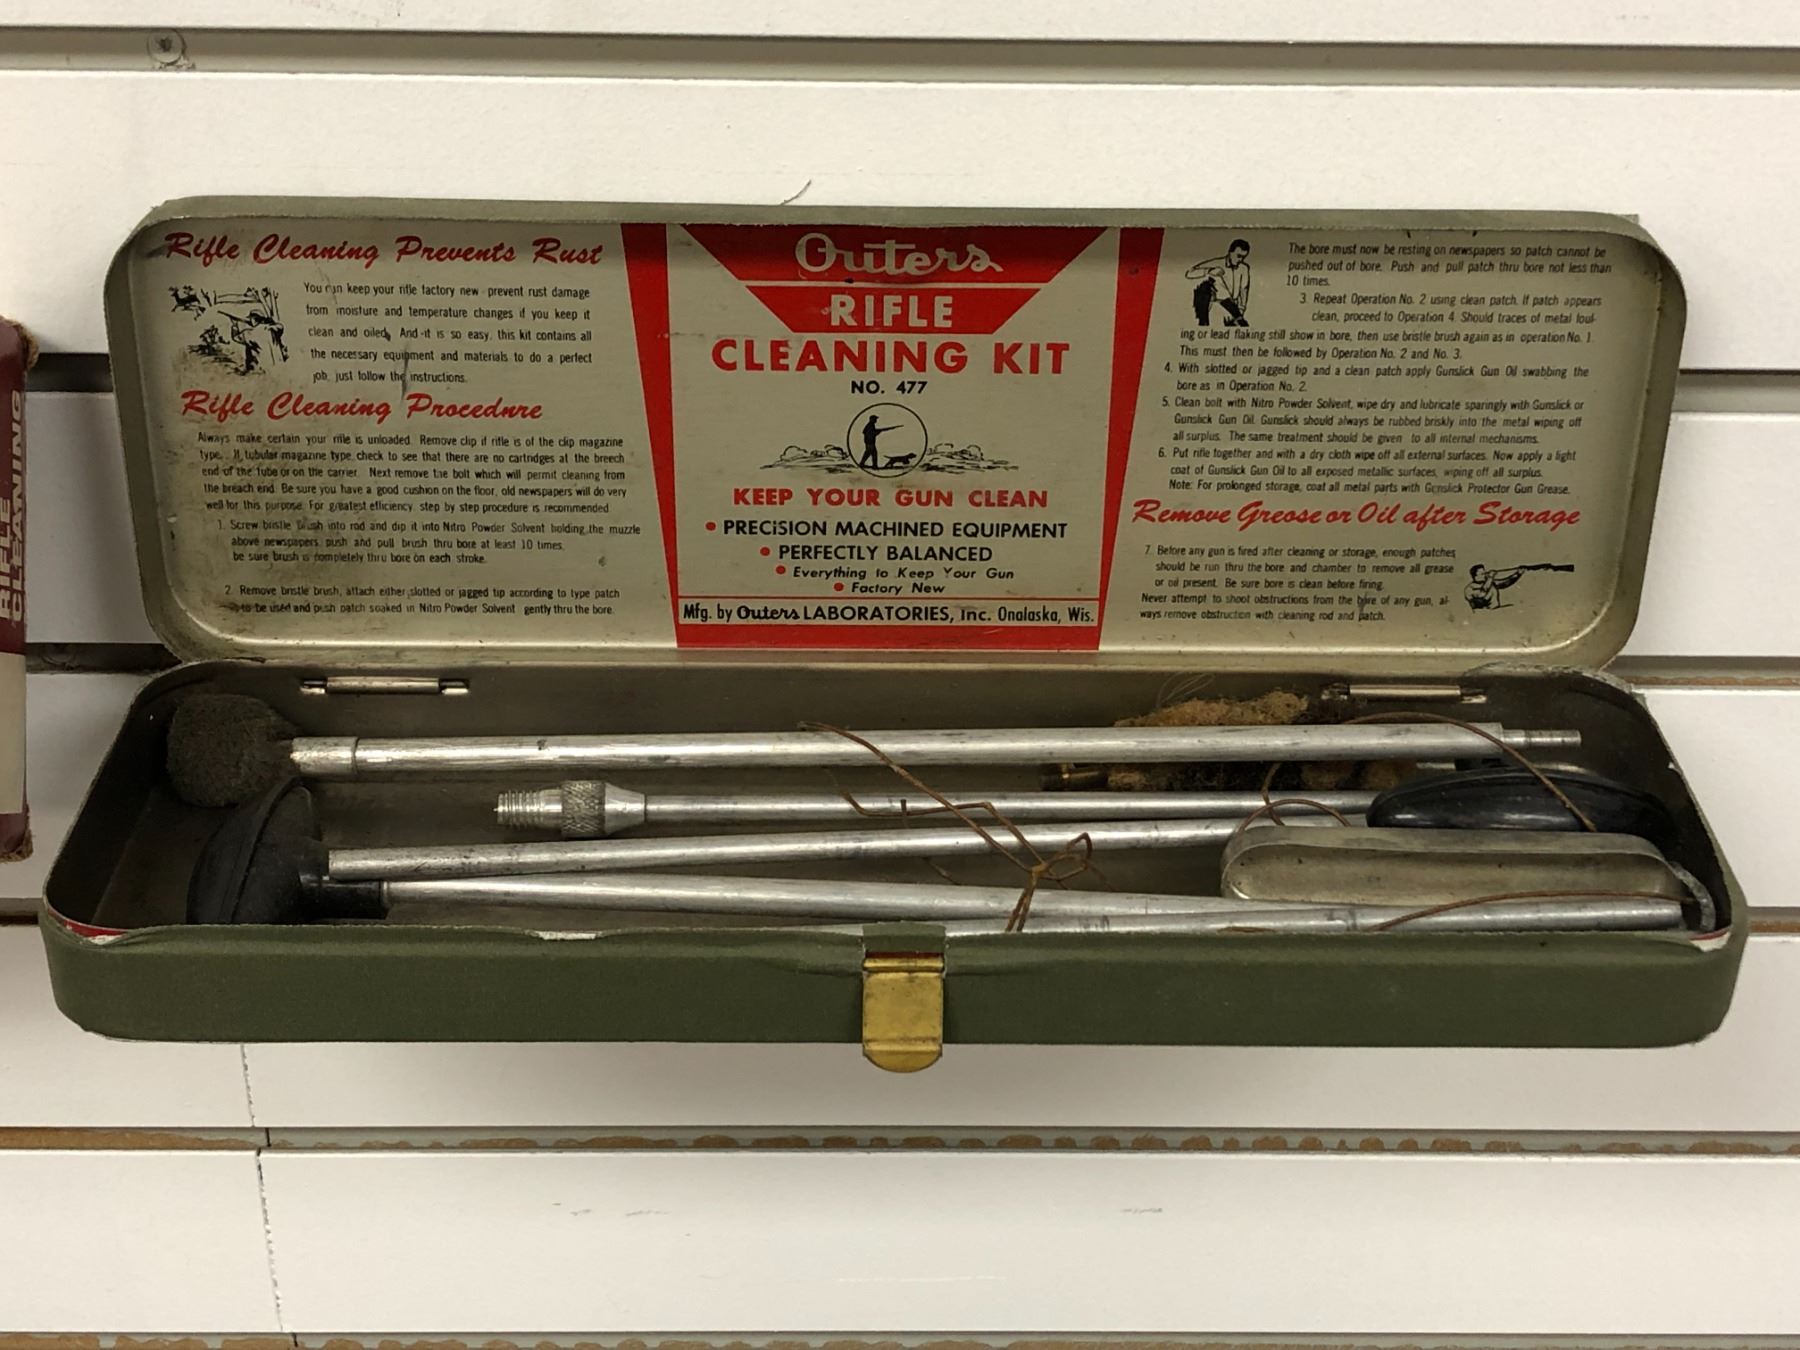 RIFLE
CLEANING
Rifle Cleaning Prevents Rust
You can keep your rifle factory new - prevent rust damage
from moisture and temperature changes if you keep it
clean and oiled. And - it is so easy, this kit contains all
the necessary equipment and materials to do a perfect
job, just follow the instructions.
Rifle Cleaning Procednre
Always make certain your rifle is unloaded. Remove clip if rifle is of the clip magazine
type. If tubular magazine type, check to see that there are no cartridges at the breech
end of the tube or on the carrier. Next remove the bolt which will permit cleaning from
the breach end. Be sure you have a good cushion on the floor, old newspapers will do very
well for this purpose. For greatest efficiency, step by step procedure is recommended.
1. Screw bristle brush into rod and dip it into Nitro Powder Solvent holding the muzzle
above newspapers, push and pull brush thru bore at least 10 times,
be sure brush is completely thru bore on each stroke.
2. Remove bristle brush, attach either slotted or jagged tip according to type patch
to be used and push patch soaked in Nitro Powder Solvent gently thru the bore.
Outers
RIFLE
CLEANING KIT
NO. 477
KEEP YOUR GUN CLEAN
• PRECISION MACHINED EQUIPMENT
• PERFECTLY BALANCED
• Everything to Keep Your Gun
• Factory New
Mfg. by Outers LABORATORIES, Inc. Onalaska, Wis.
The bore must now be resting on newspapers so patch cannot be
pushed out of bore. Push and pull patch thru bore not less than
10 times.
3. Repeat Operation No. 2 using clean patch. If patch appears
clean, proceed to Operation 4. Should traces of metal foul-
ing or lead flaking still show in bore, then use bristle brush again as in operation No. 1.
This must then be followed by Operation No. 2 and No. 3.
4. With slotted or jagged tip and a clean patch apply Gunslick Gun Oil swabbing the
bore as in Operation No. 2.
5. Clean bolt with Nitro Powder Solvent, wipe dry and lubricate sparingly with Gunslick or
Gunslick Gun Oil. Gunslick should always be rubbed briskly into the metal wiping off
all surplus. The same treatment should be given to all internal mechanisms.
6. Put rifle together and with a dry cloth wipe off all external surfaces. Now apply a light
coat of Gunslick Gun Oil to all exposed metallic surfaces, wiping off all surplus.
Note: For prolonged storage, coat all metal parts with Gunslick Protector Gun Grease.
Remove Grease or Oil after Storage
7. Before any gun is fired after cleaning or storage, enough patches
should be run thru the bore and chamber to remove all grease
or oil present. Be sure bore is clean before firing.
Never attempt to shoot obstructions from the bore of any gun, al-
ways remove obstruction with cleaning rod and patch.